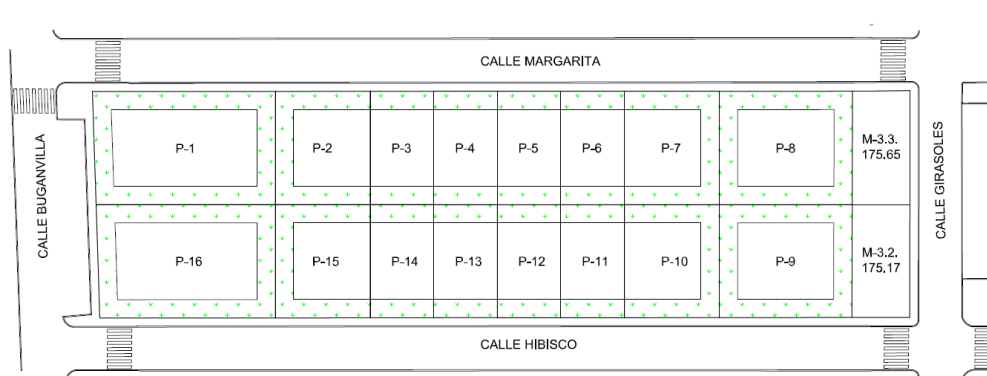 CALLE MARGARITA
CALLE BUGANVILLA
P-1
P-2
P-3
P-4
P-5
P-6
P-7
P-8
M-3.3.
175.65
CALLE GIRASOLES
P-16
P-15
P-14
P-13
P-12
P-11
P-10
P-9
M-3.2.
175,17
CALLE HIBISCO